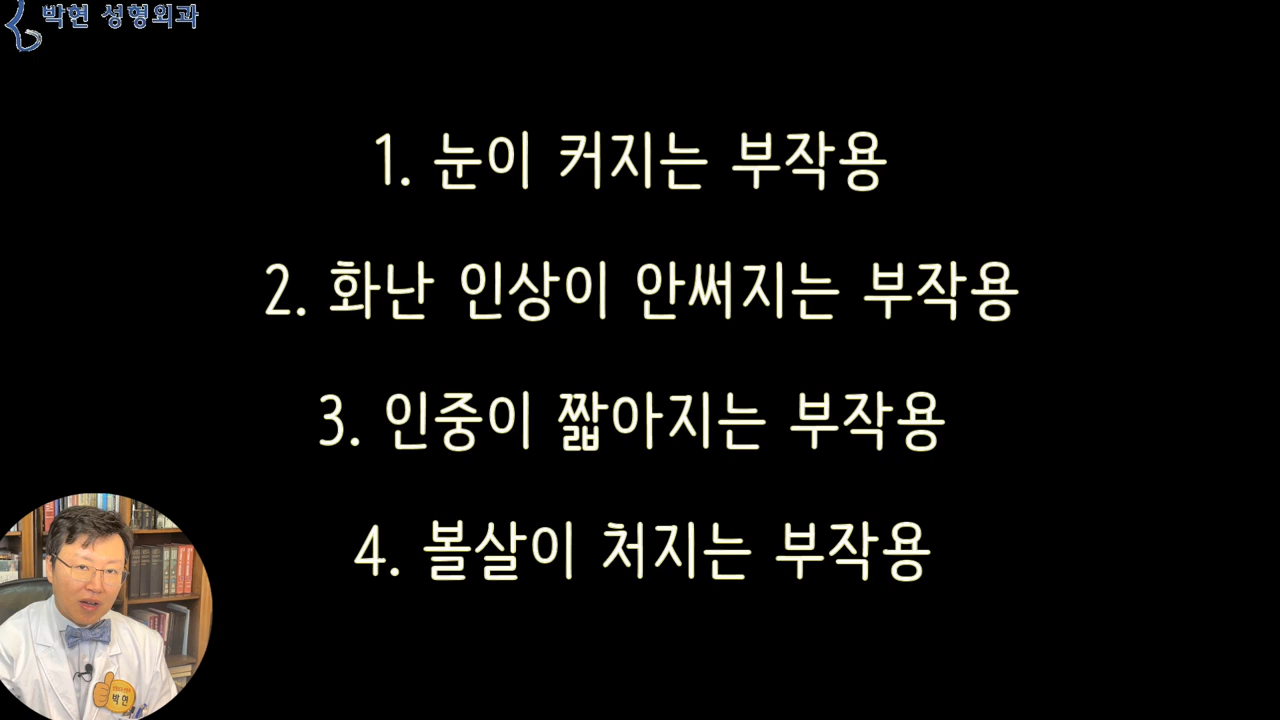 박현 성형외과
1. 눈이 커지는 부작용
2. 화난 인상이 안써지는 부작용
3. 인중이 짧아지는 부작용
4. 볼살이 처지는 부작용
박현